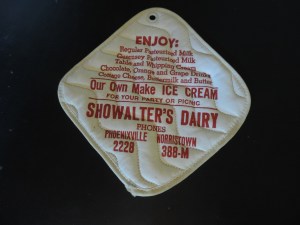 ENJOY:
Regular Pasteurized Milk
Guernsey Pasteurized Milk
Table and Whipping Cream
Chocolate, Orange and Grape Drinks
Cottage Cheese, Buttermilk and Butter
Our Own Make ICE CREAM
FOR YOUR PARTY OR PICNIC
SHOWALTER'S DAIRY
PHONES
PHOENIXVILLE NORRISTOWN
2228 388-M